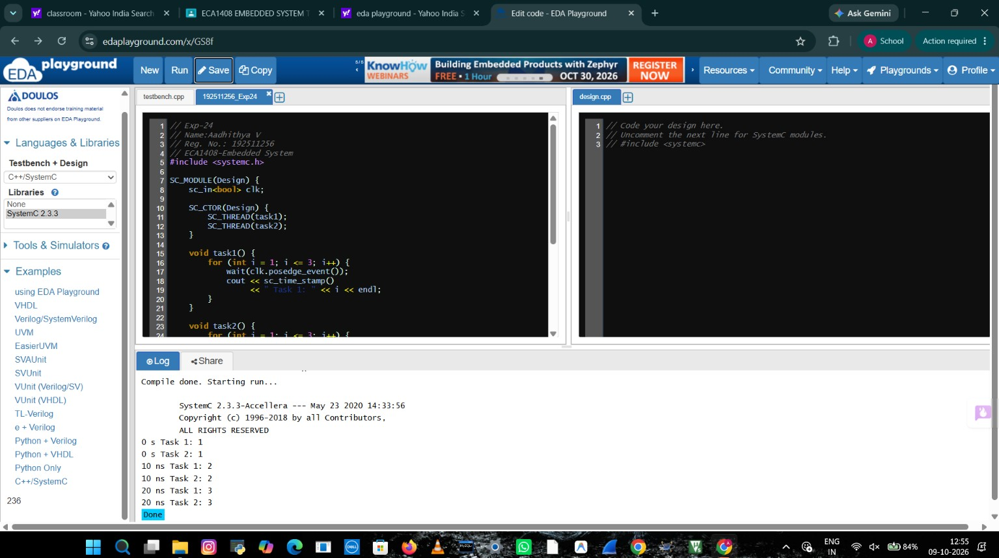 classroom - Yahoo India Search
ECA1408 EMBEDDED SYSTEM T
eda playground - Yahoo India S
Edit code - EDA Playground
Ask Gemini
edaplayground.com/x/GS8f
A School
Action required
EDA playground
New
Run
Save
Copy
8/8
KnowHow WEBINARS
Building Embedded Products with Zephyr
FREE • 1 Hour
OCT 30, 2026
REGISTER NOW
Resources
Community
Help
Playgrounds
Profile
DOULOS
Doulos does not endorse training material
from other suppliers on EDA Playground.
Languages & Libraries
Testbench + Design
C++/SystemC
Libraries
None
SystemC 2.3.3
Tools & Simulators
Examples
using EDA Playground
VHDL
Verilog/SystemVerilog
UVM
EasierUVM
SVAUnit
SVUnit
VUnit (Verilog/SV)
VUnit (VHDL)
TL-Verilog
e + Verilog
Python + Verilog
Python + VHDL
Python Only
C++/SystemC
236
testbench.cpp
192511256_Exp24
1 // Exp-24
2 // Name:Aadhithya V
3 // Reg. No.: 192511256
4 // ECA1408-Embedded System
5 #include <systemc.h>
6
7 SC_MODULE(Design) {
8 sc_in<bool> clk;
9
10 SC_CTOR(Design) {
11 SC_THREAD(task1);
12 SC_THREAD(task2);
13 }
14
15 void task1() {
16 for (int i = 1; i <= 3; i++) {
17 wait(clk.posedge_event());
18 cout << sc_time_stamp()
19 << " Task 1: " << i << endl;
20 }
21 }
22
23 void task2() {
24 for (int i = 1; i <= 3; i++) {
design.cpp
1 // Code your design here.
2 // Uncomment the next line for SystemC modules.
3 // #include <systemc>
Log
Share
Compile done. Starting run...
SystemC 2.3.3-Accellera --- May 23 2020 14:33:56
Copyright (c) 1996-2018 by all Contributors,
ALL RIGHTS RESERVED
0 s Task 1: 1
0 s Task 2: 1
10 ns Task 1: 2
10 ns Task 2: 2
20 ns Task 1: 3
20 ns Task 2: 3
Done
DELL
MySQL
ENG
IN
84%
12:55
09-10-2026